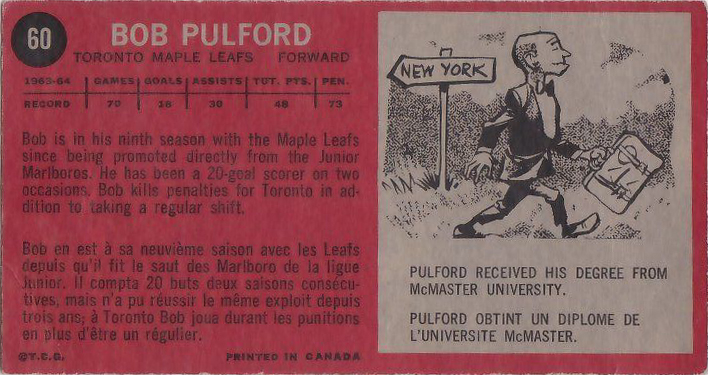 60
BOB PULFORD
TORONTO MAPLE LEAFS FORWARD
1963-64 GAMES GOALS ASSISTS TOT. PTS. PEN.
RECORD 70 18 30 48 73
Bob is in his ninth season with the Maple Leafs
since being promoted directly from the Junior
Marlboros. He has been a 20-goal scorer on two
occasions. Bob kills penalties for Toronto in ad-
dition to taking a regular shift.
Bob en est à sa neuvième saison avec les Leafs
depuis qu'il fit le saut des Marlboro de la ligue
Junior. Il compta 20 buts deux saisons consécu-
tives, mais n'a pu réussir le même exploit depuis
trois ans; à Toronto Bob joua durant les punitions
en plus d'être un régulier.
©T.C.G. PRINTED IN CANADA
NEW YORK
PULFORD RECEIVED HIS DEGREE FROM
McMASTER UNIVERSITY.
PULFORD OBTINT UN DIPLOME DE
L'UNIVERSITE McMASTER.